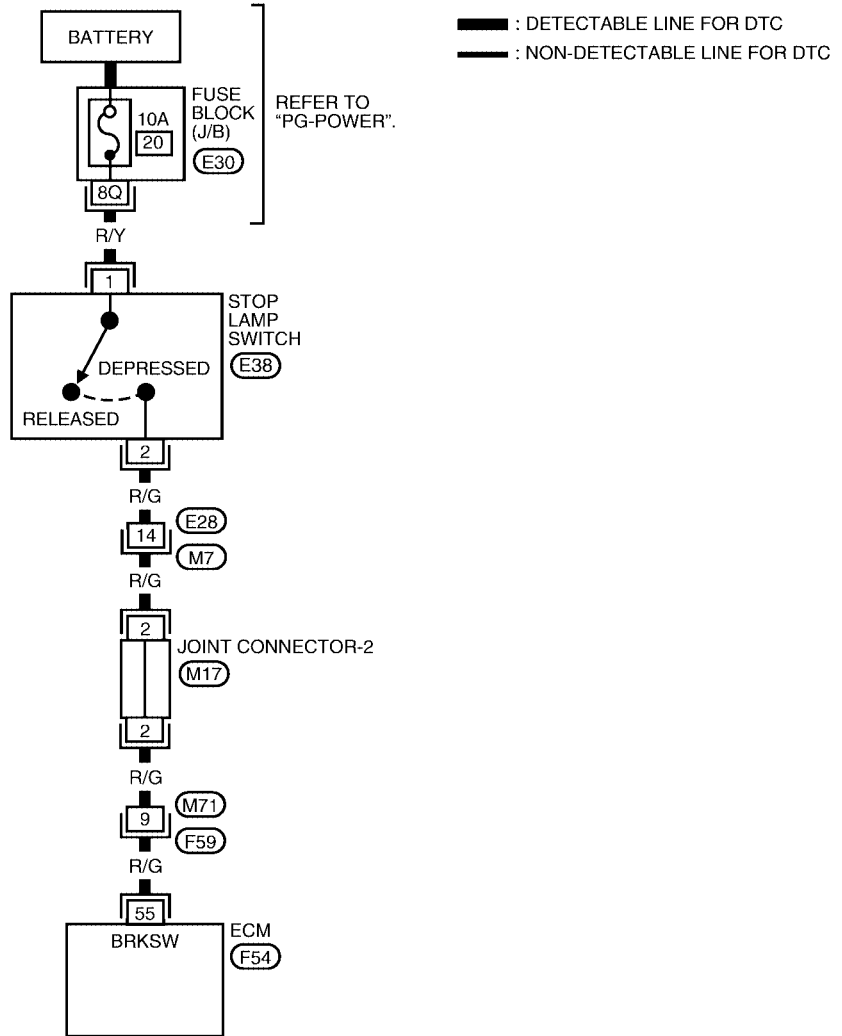 BATTERY
: DETECTABLE LINE FOR DTC
: NON-DETECTABLE LINE FOR DTC
FUSE
BLOCK
(J/B)
10A
20
E30
REFER TO
“PG-POWER”.
8Q
R/Y
1
STOP
LAMP
SWITCH
E38
DEPRESSED
RELEASED
2
R/G
14
E28
M7
R/G
2
JOINT CONNECTOR-2
M17
2
R/G
9
M71
F59
R/G
55
BRKSW
ECM
F54